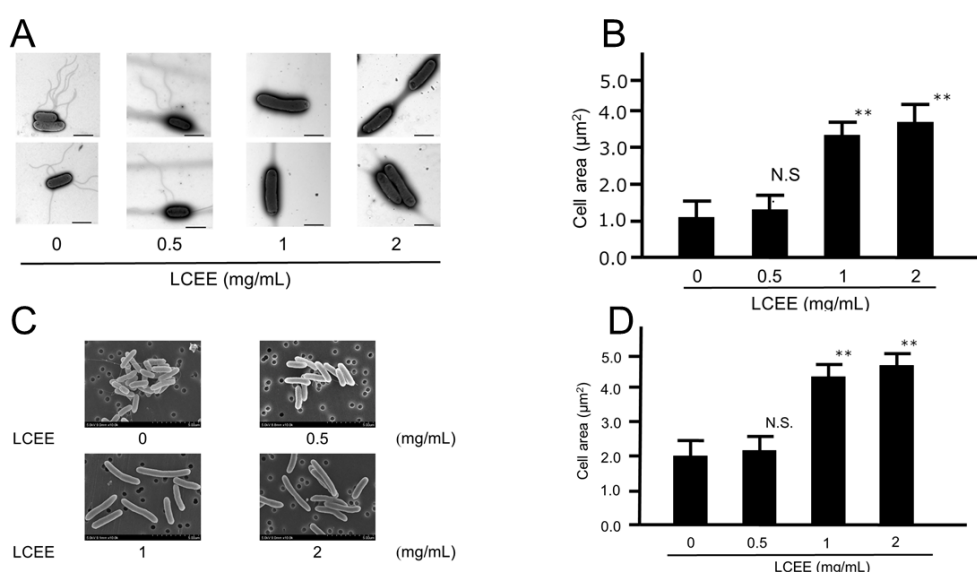 A
0
0.5
1
2
LCEE (mg/mL)
B
Cell area (μm²)
5.0
4.0
3.0
2.0
1.0
0.0
N.S
**
**
0
0.5
1
2
LCEE (mg/mL)
C
LCEE
0
0.5
(mg/mL)
LCEE
1
2
(mg/mL)
D
Cell area (μm²)
5.0
4.0
3.0
2.0
1.0
0.0
N.S.
**
**
0
0.5
1
2
LCEE (mg/mL)